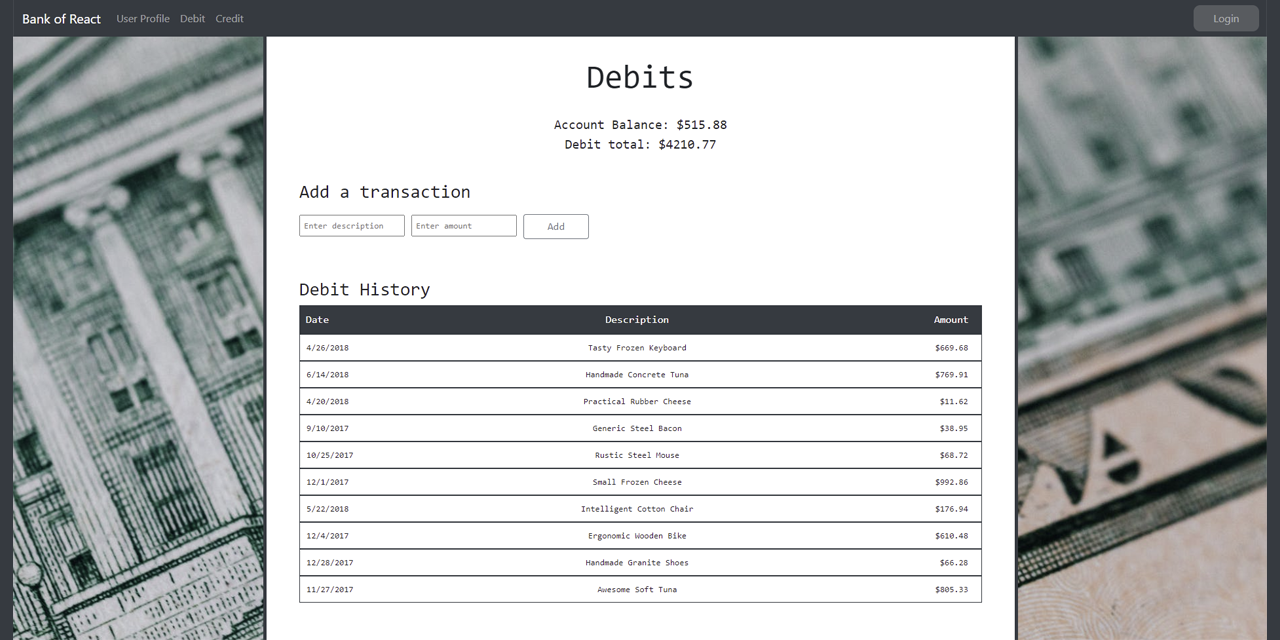 Bank of React User Profile Debit Credit Login
Debits
Account Balance: $515.88
Debit total: $4210.77
Add a transaction
Enter description Enter amount Add
Debit History
Date Description Amount
4/26/2018 Tasty Frozen Keyboard $669.68
6/14/2018 Handmade Concrete Tuna $769.91
4/20/2018 Practical Rubber Cheese $11.62
9/10/2017 Generic Steel Bacon $38.95
10/25/2017 Rustic Steel Mouse $68.72
12/1/2017 Small Frozen Cheese $992.86
5/22/2018 Intelligent Cotton Chair $176.94
12/4/2017 Ergonomic Wooden Bike $610.48
12/28/2017 Handmade Granite Shoes $66.28
11/27/2017 Awesome Soft Tuna $805.33